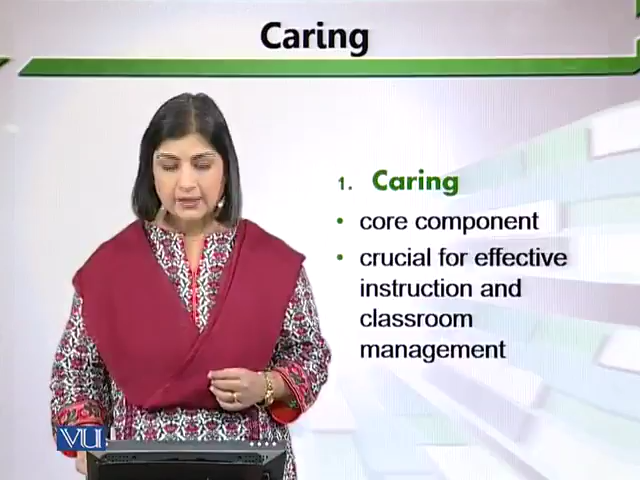 Caring
1. Caring
• core component
• crucial for effective
instruction and
classroom
management
VU